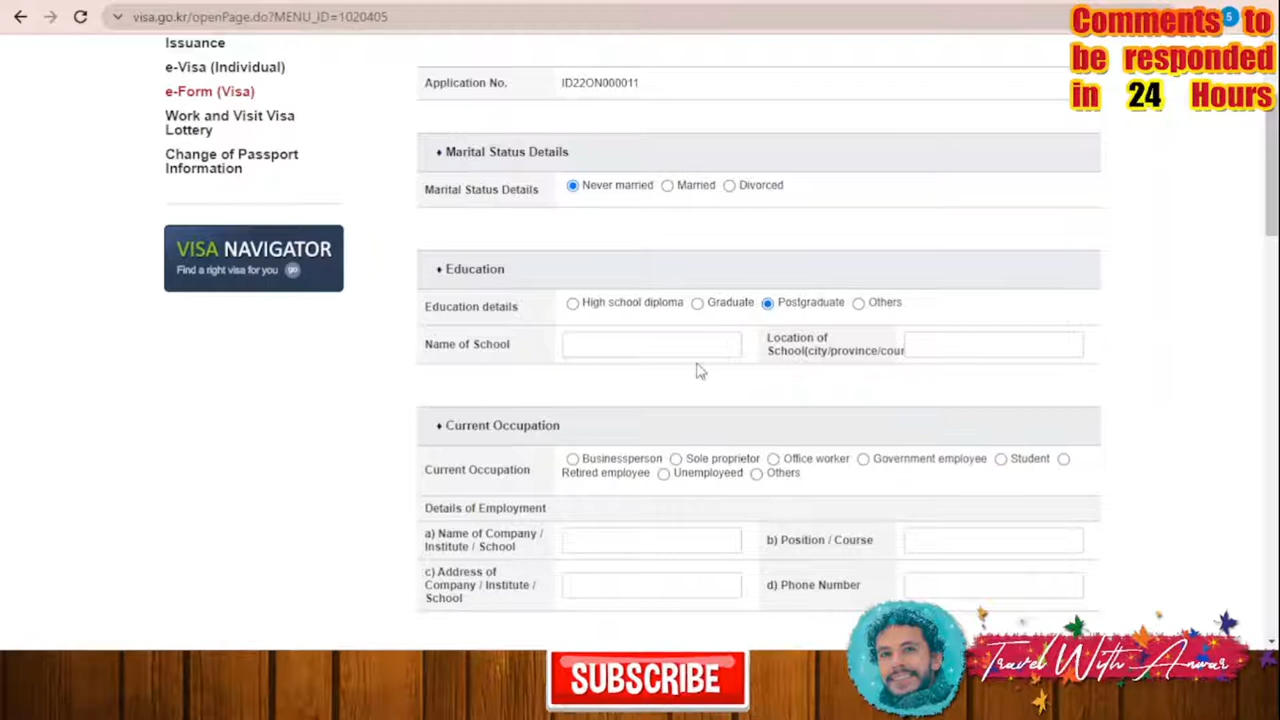 visa.go.kr/openPage.do?MENU_ID=1020405
5
Comments to
be responded
in 24 Hours
Issuance
e-Visa (Individual)
e-Form (Visa)
Work and Visit Visa
Lottery
Change of Passport
Information
VISA NAVIGATOR
Find a right visa for you go
Application No. ID22ON000011
♦ Marital Status Details
Marital Status Details Never married Married Divorced
♦ Education
Education details High school diploma Graduate Postgraduate Others
Name of School
Location of
School(city/province/cour
♦ Current Occupation
Current Occupation
Businessperson Sole proprietor Office worker Government employee Student
Retired employee Unemployeed Others
Details of Employment
a) Name of Company /
Institute / School
b) Position / Course
c) Address of
Company / Institute /
School
d) Phone Number
SUBSCRIBE
Travel With Anwar